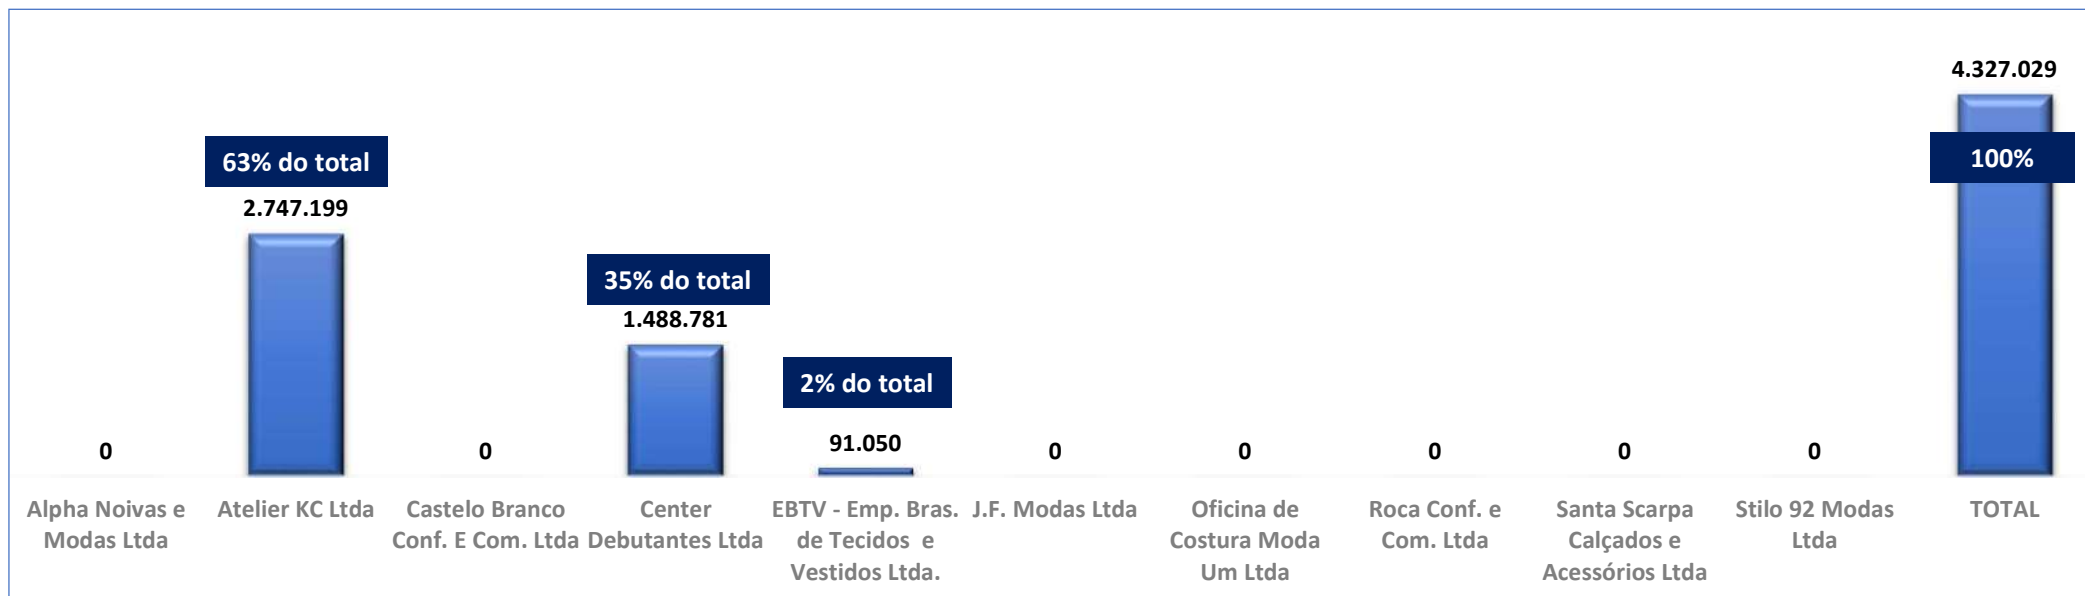 4.327.029
63% do total
100%
2.747.199
35% do total
1.488.781
2% do total
0
0
91.050
0
0
0
0
0
Alpha Noivas e
Modas Ltda
Atelier KC Ltda
Castelo Branco
Conf. E Com. Ltda
Center
Debutantes Ltda
EBTV - Emp. Bras.
de Tecidos e
Vestidos Ltda.
J.F. Modas Ltda
Oficina de
Costura Moda
Um Ltda
Roca Conf. e
Com. Ltda
Santa Scarpa
Calçados e
Acessórios Ltda
Stilo 92 Modas
Ltda
TOTAL